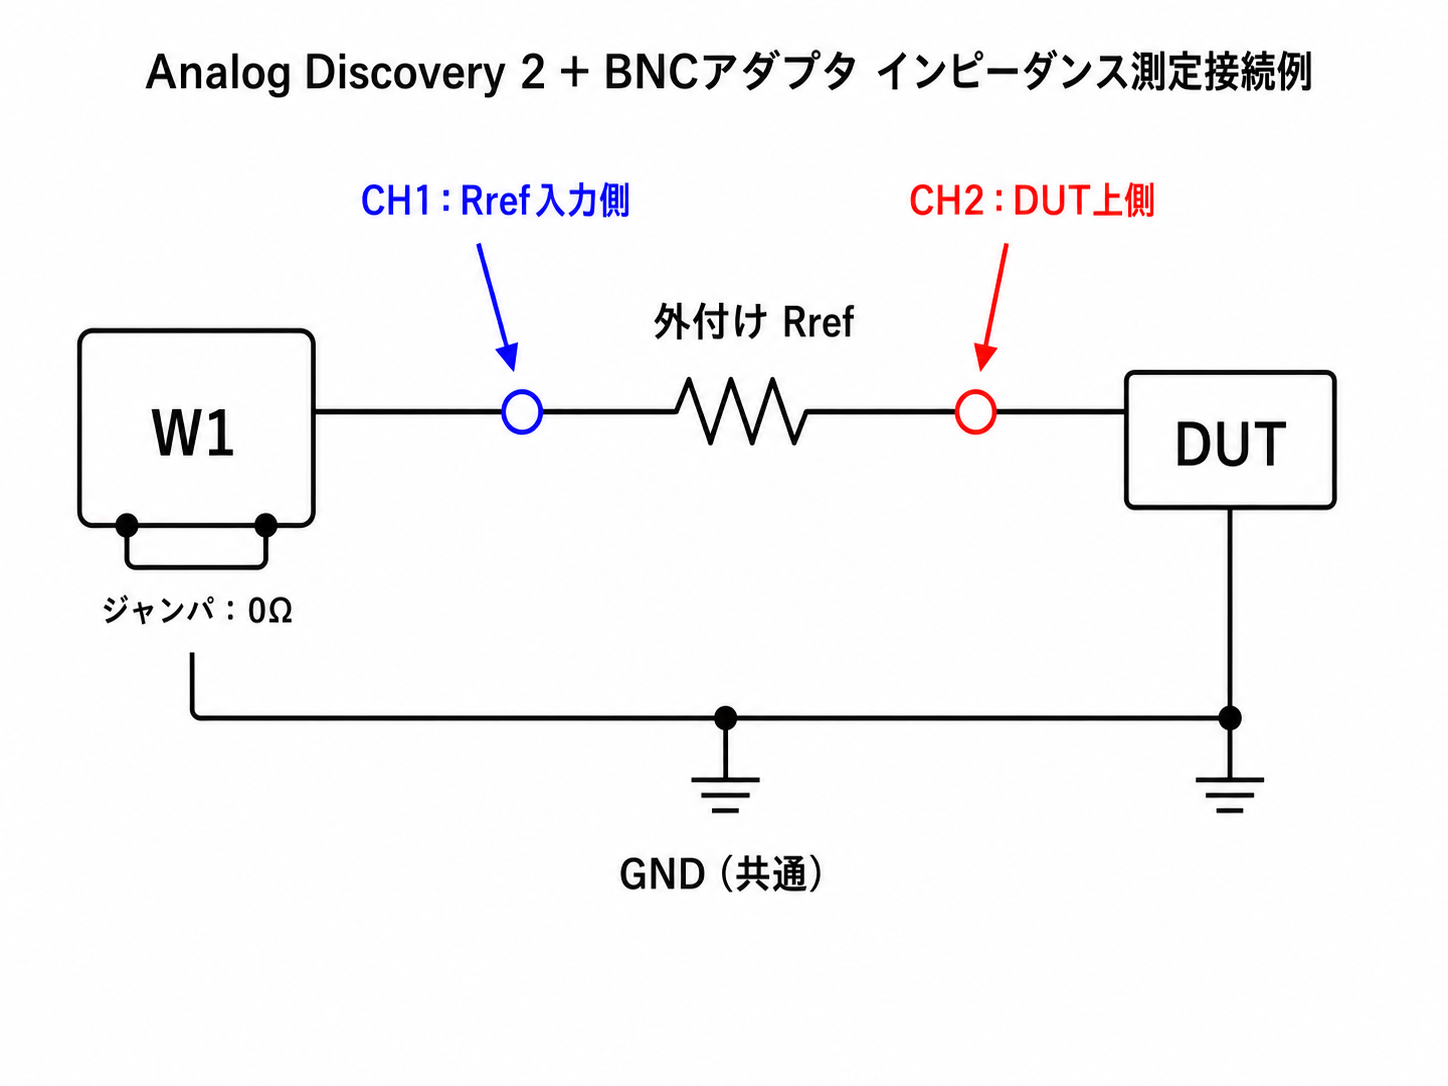 Analog Discovery 2 + BNCアダプタ インピーダンス測定接続例
CH1：Rref入力側
CH2：DUT上側
外付け Rref
W1
DUT
ジャンパ：0Ω
GND（共通）